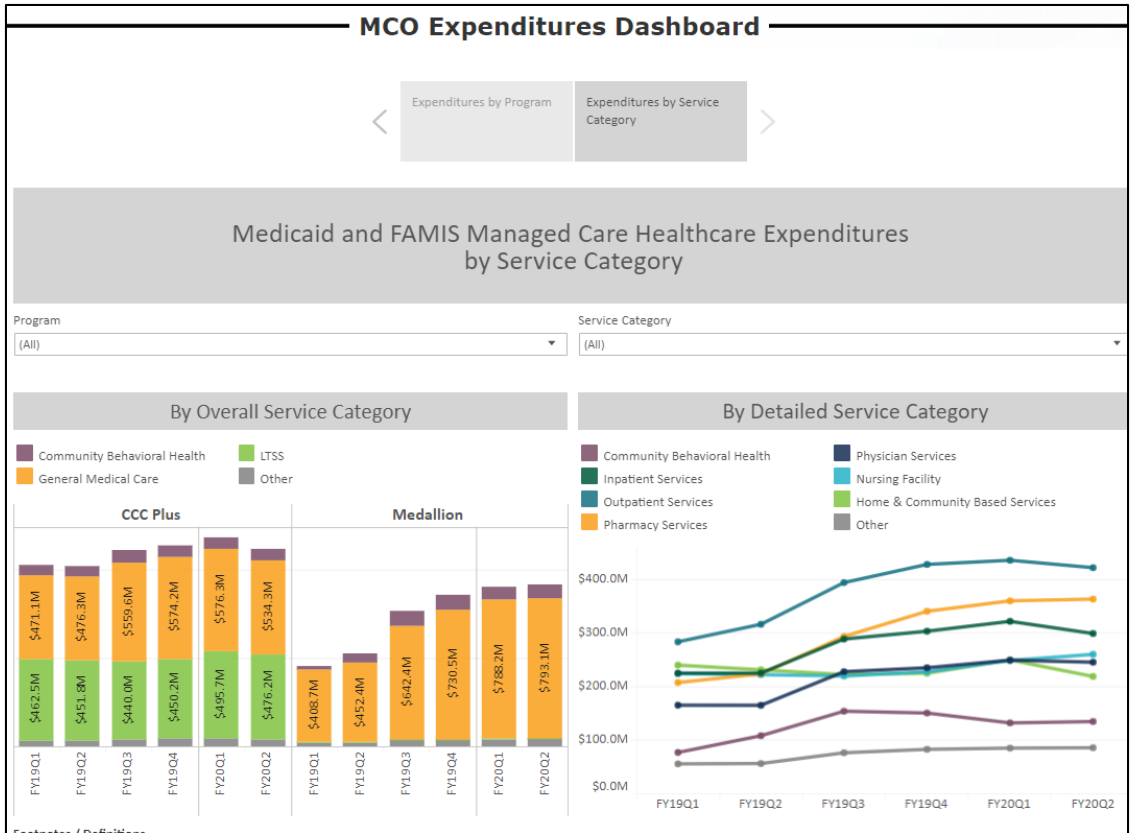 MCO Expenditures Dashboard
Expenditures by Program
Expenditures by Service
Category
Medicaid and FAMIS Managed Care Healthcare Expenditures
by Service Category
Program
(All)
Service Category
(All)
By Overall Service Category
Community Behavioral Health
LTSS
General Medical Care
Other
CCC Plus
Medallion
$471.1M
$476.3M
$559.6M
$574.2M
$576.3M
$534.3M
$462.5M
$451.8M
$440.0M
$450.2M
$495.7M
$476.2M
$408.7M
$452.4M
$642.4M
$730.5M
$788.2M
$793.1M
FY19Q1
FY19Q2
FY19Q3
FY19Q4
FY20Q1
FY20Q2
FY19Q1
FY19Q2
FY19Q3
FY19Q4
FY20Q1
FY20Q2
By Detailed Service Category
Community Behavioral Health
Physician Services
Inpatient Services
Nursing Facility
Outpatient Services
Home & Community Based Services
Pharmacy Services
Other
$400.0M
$300.0M
$200.0M
$100.0M
$0.0M
FY19Q1
FY19Q2
FY19Q3
FY19Q4
FY20Q1
FY20Q2
Footnotes / Definitions